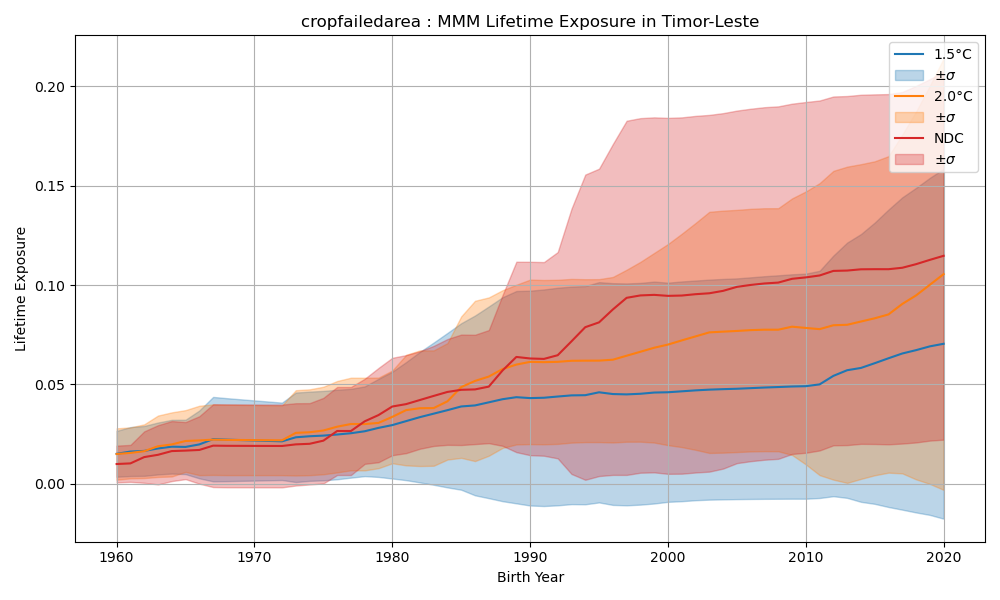 cropfailedarea : MMM Lifetime Exposure in Timor-Leste
1.5°C
±σ
2.0°C
±σ
NDC
±σ
0.20
0.15
0.10
0.05
0.00
Lifetime Exposure
1960 1970 1980 1990 2000 2010 2020
Birth Year